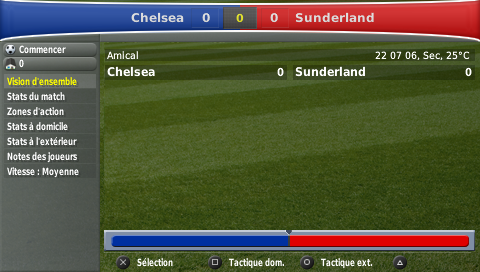 Chelsea 0 0 0 Sunderland
Commencer
0
Vision d'ensemble
Stats du match
Zones d'action
Stats à domicile
Stats à l'extérieur
Notes des joueurs
Vitesse : Moyenne
Amical 22 07 06, Sec, 25°C
Chelsea 0 Sunderland 0
Sélection Tactique dom. Tactique ext.